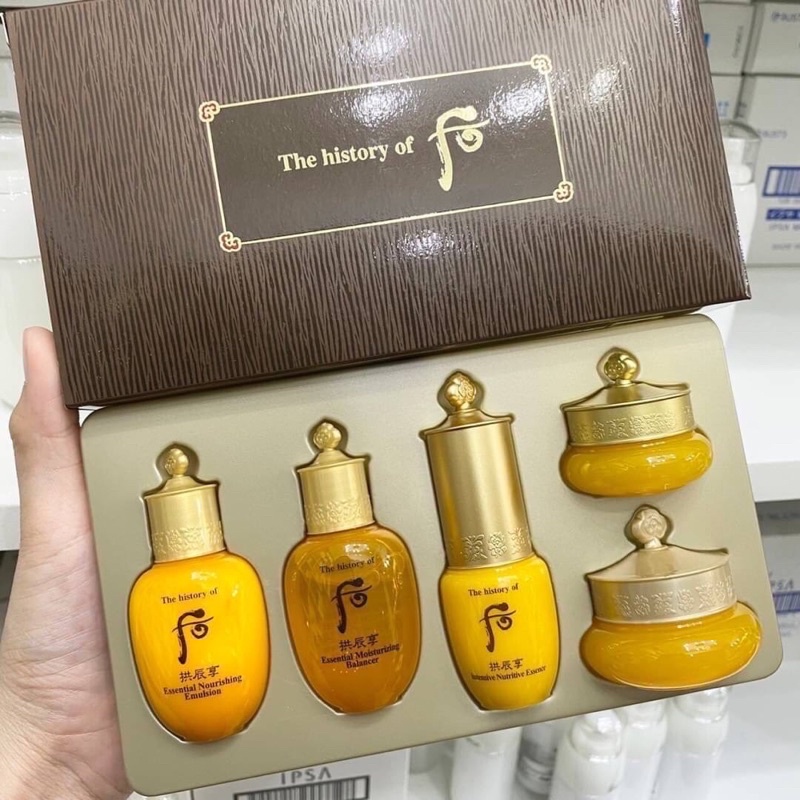 The history of 后
The history of
后
拱辰享
Essential Nourishing
Emulsion
The history of
后
拱辰享
Essential Moisturizing
Balancer
The history of
后
拱辰享
Intensive Nutritive Essence
IPSA
IPSA